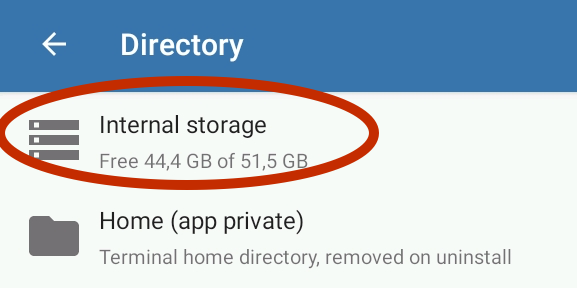 Directory
Internal storage
Free 44,4 GB of 51,5 GB
Home (app private)
Terminal home directory, removed on uninstall